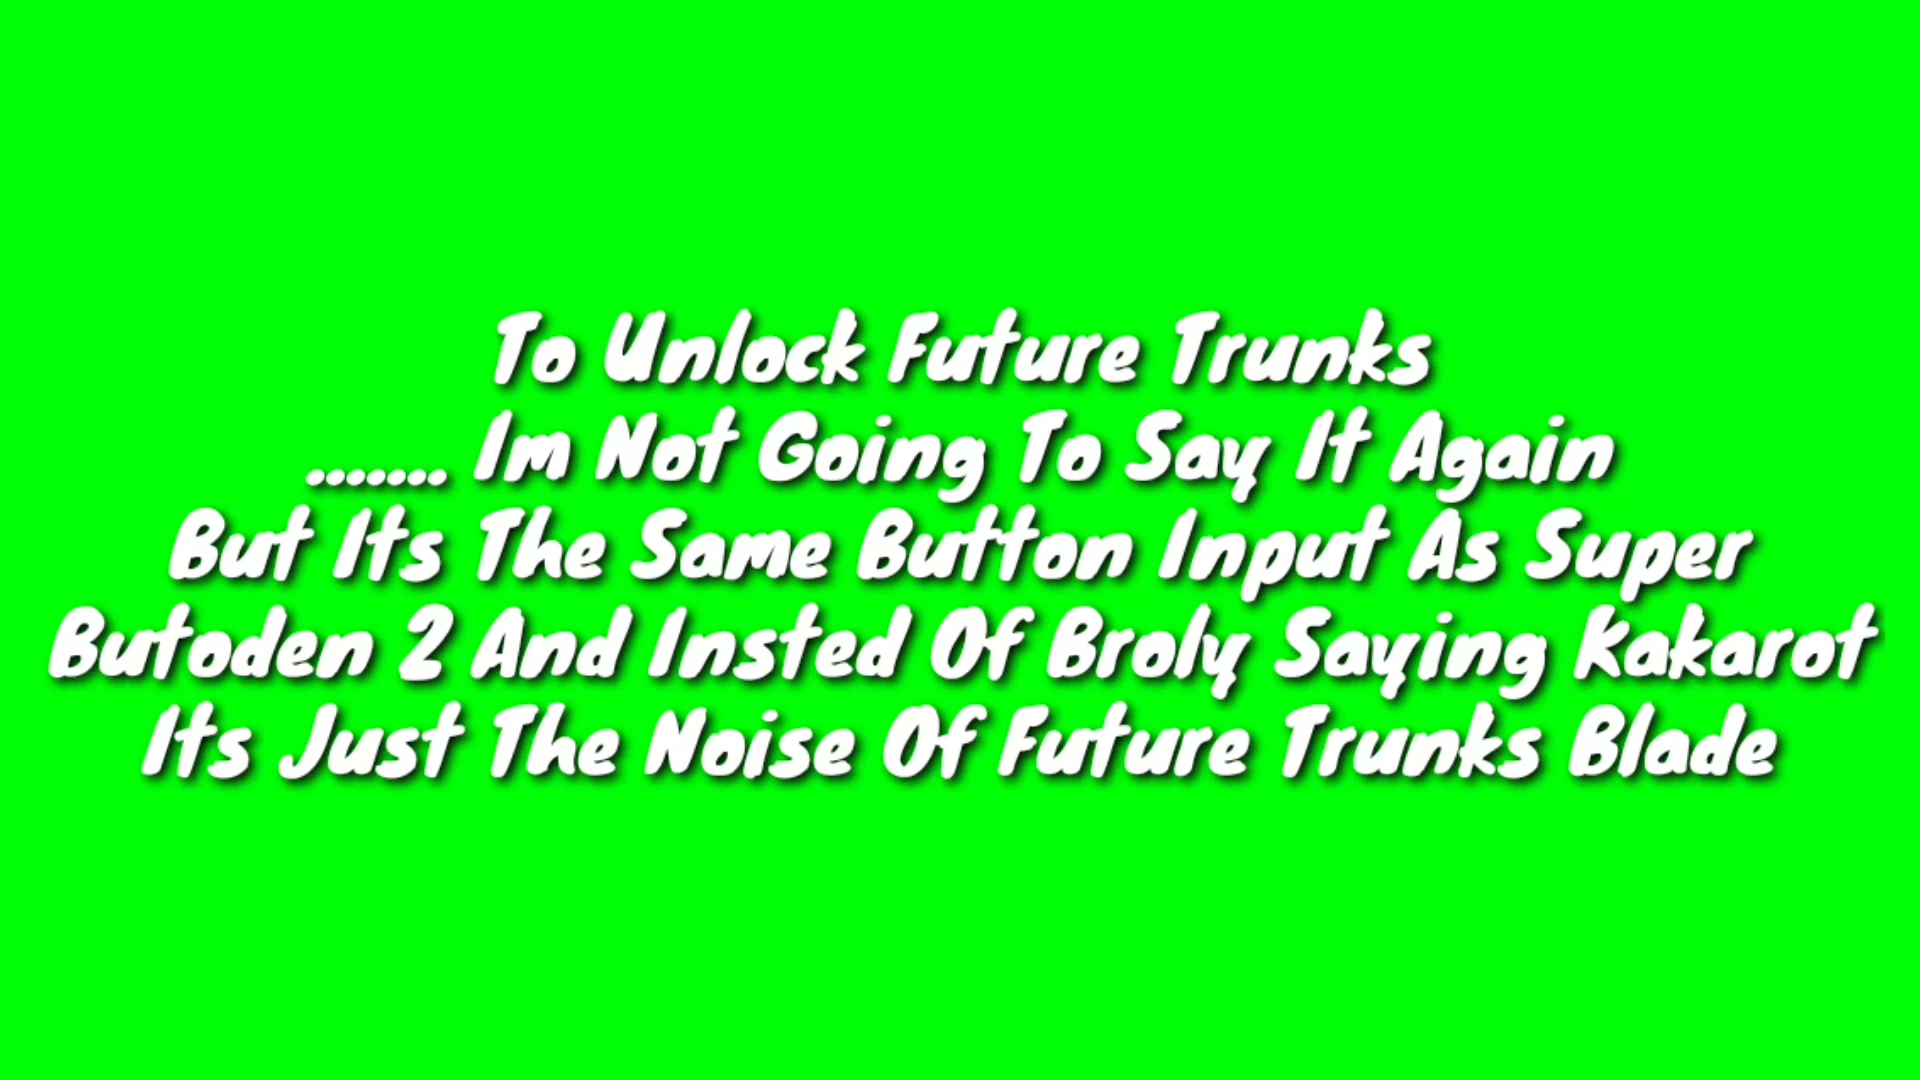 To Unlock Future Trunks
....... Im Not Going To Say It Again
But Its The Same Button Input As Super
Butoden 2 And Insted Of Broly Saying Kakarot
Its Just The Noise Of Future Trunks Blade